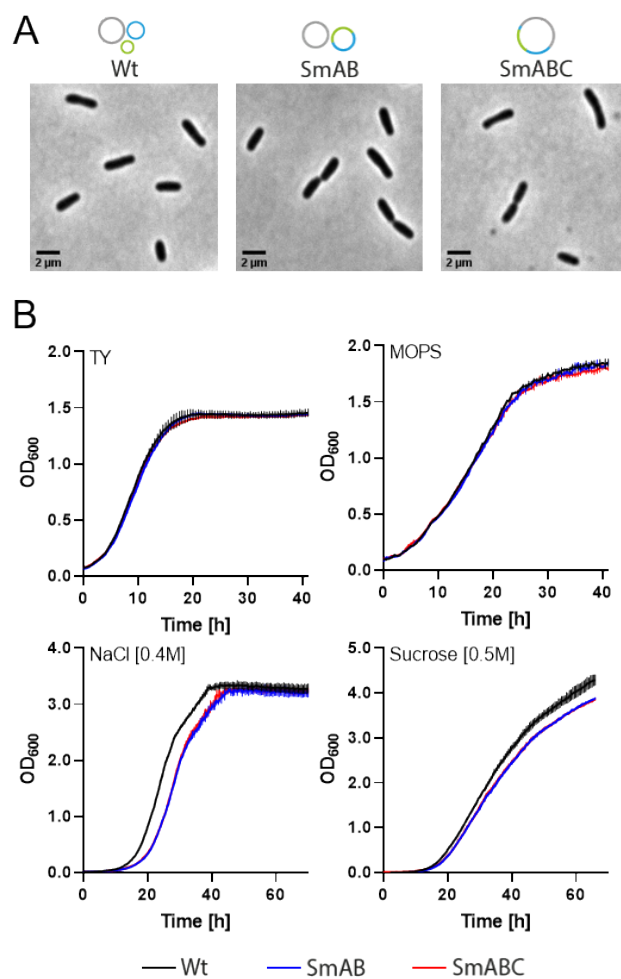 A
Wt SmAB SmABC
2 µm 2 µm 2 µm
B
TY
2.0
1.5
1.0
0.5
0.0
OD600
0 10 20 30 40
Time [h]
MOPS
2.0
1.5
1.0
0.5
0.0
OD600
0 10 20 30 40
Time [h]
NaCl [0.4M]
4.0
3.0
2.0
1.0
0.0
OD600
0 20 40 60
Time [h]
Sucrose [0.5M]
5.0
4.0
3.0
2.0
1.0
0.0
OD600
0 20 40 60
Time [h]
Wt SmAB SmABC